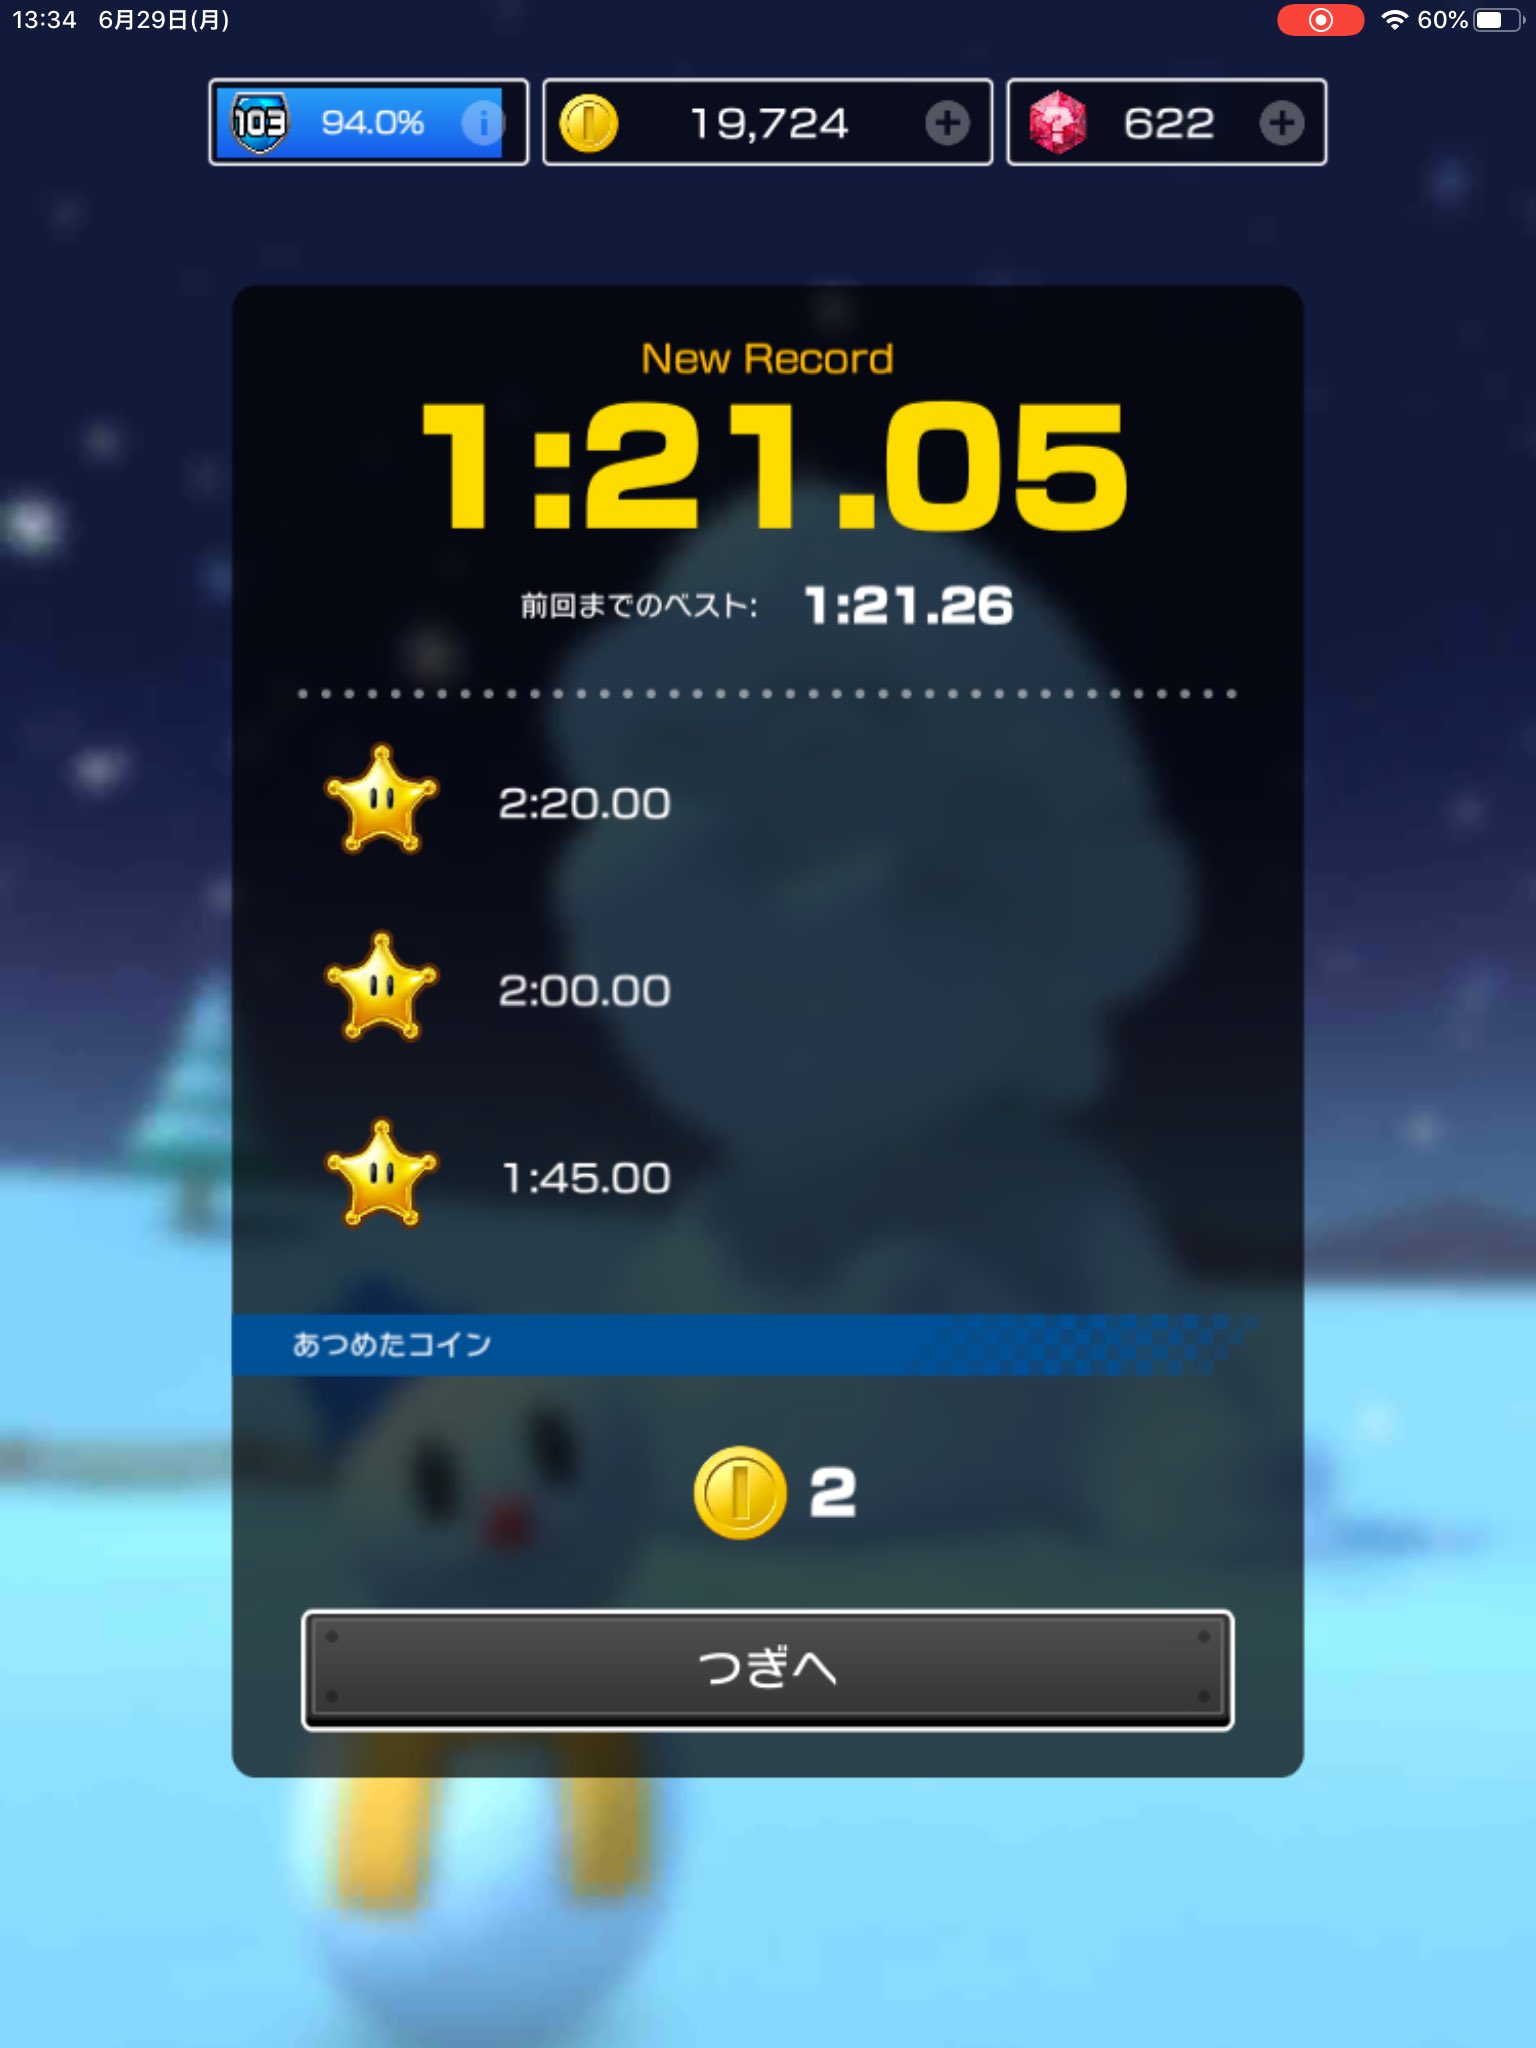 13:34 6月29日(月) 60%
103 94.0% i 19,724 + ? 622 +
New Record
1:21.05
前回までのベスト: 1:21.26
2:20.00
2:00.00
1:45.00
あつめたコイン
2
つぎへ